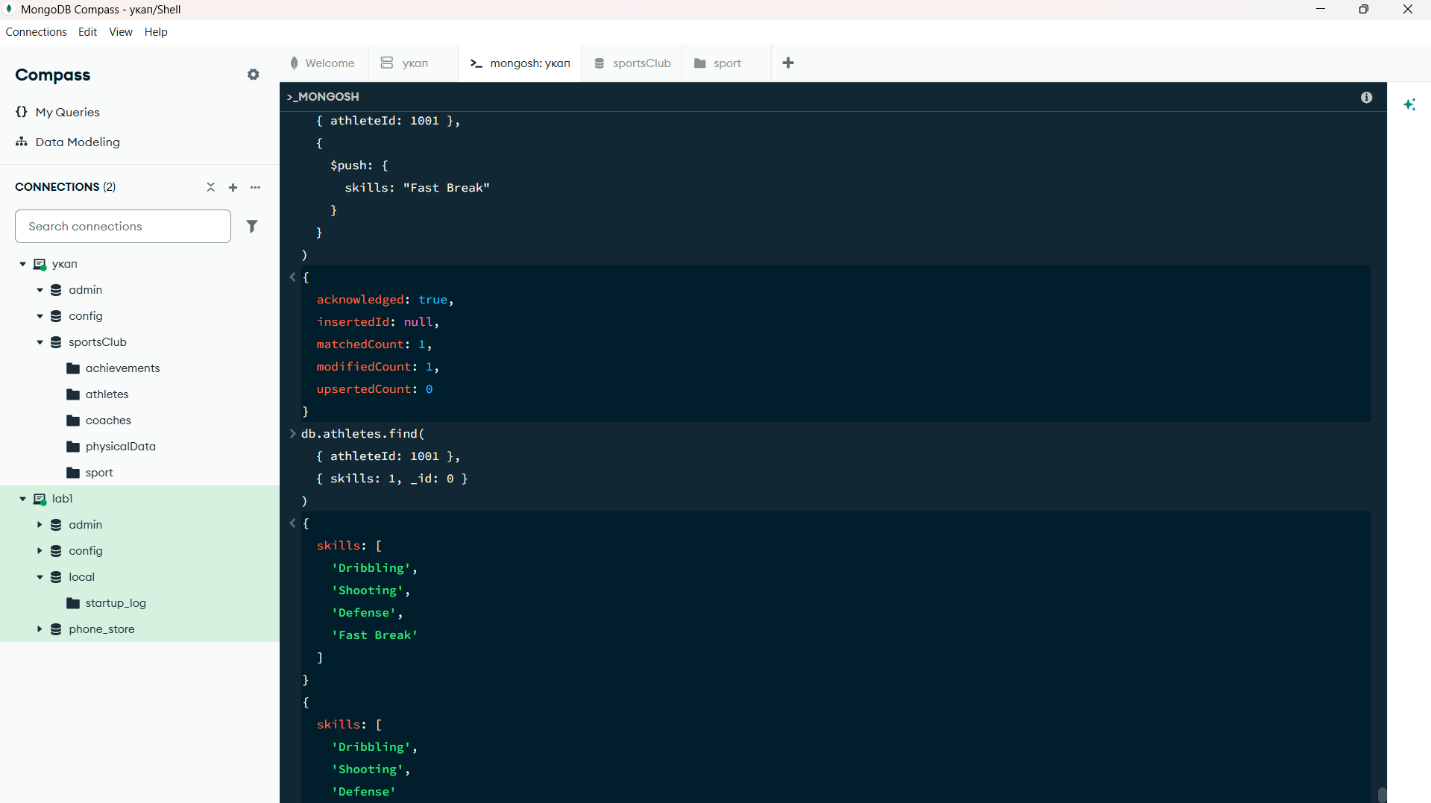 MongoDB Compass - укап/Shell
Connections Edit View Help
Compass
My Queries
Data Modeling
CONNECTIONS (2)
Search connections
укап
admin
config
sportsClub
achievements
athletes
coaches
physicalData
sport
lab1
admin
config
local
startup_log
phone_store
Welcome укап mongosh: укап sportsClub sport
>_MONGOSH
{ athleteId: 1001 },
{
$push: {
skills: "Fast Break"
}
}
)
< {
acknowledged: true,
insertedId: null,
matchedCount: 1,
modifiedCount: 1,
upsertedCount: 0
}
> db.athletes.find(
{ athleteId: 1001 },
{ skills: 1, _id: 0 }
)
< {
skills: [
'Dribbling',
'Shooting',
'Defense',
'Fast Break'
]
}
{
skills: [
'Dribbling',
'Shooting',
'Defense'